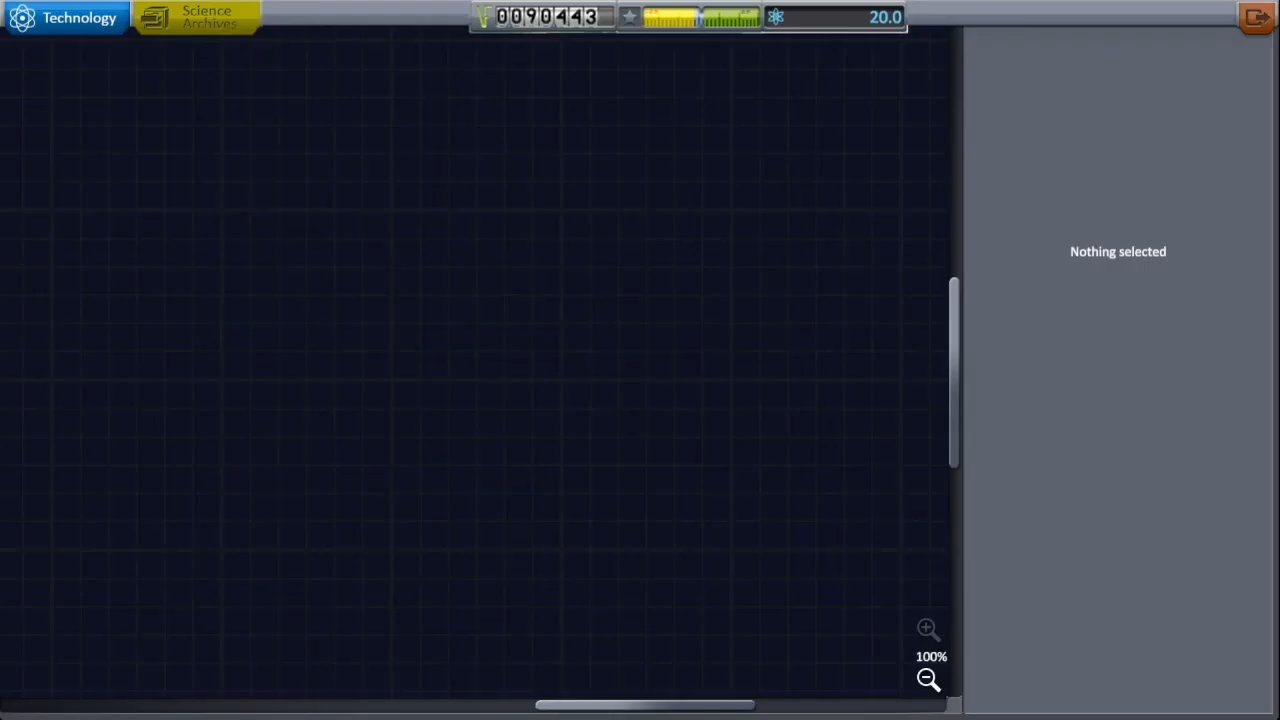 Technology
Science
Archives
0090443
20.0
Nothing selected
100%